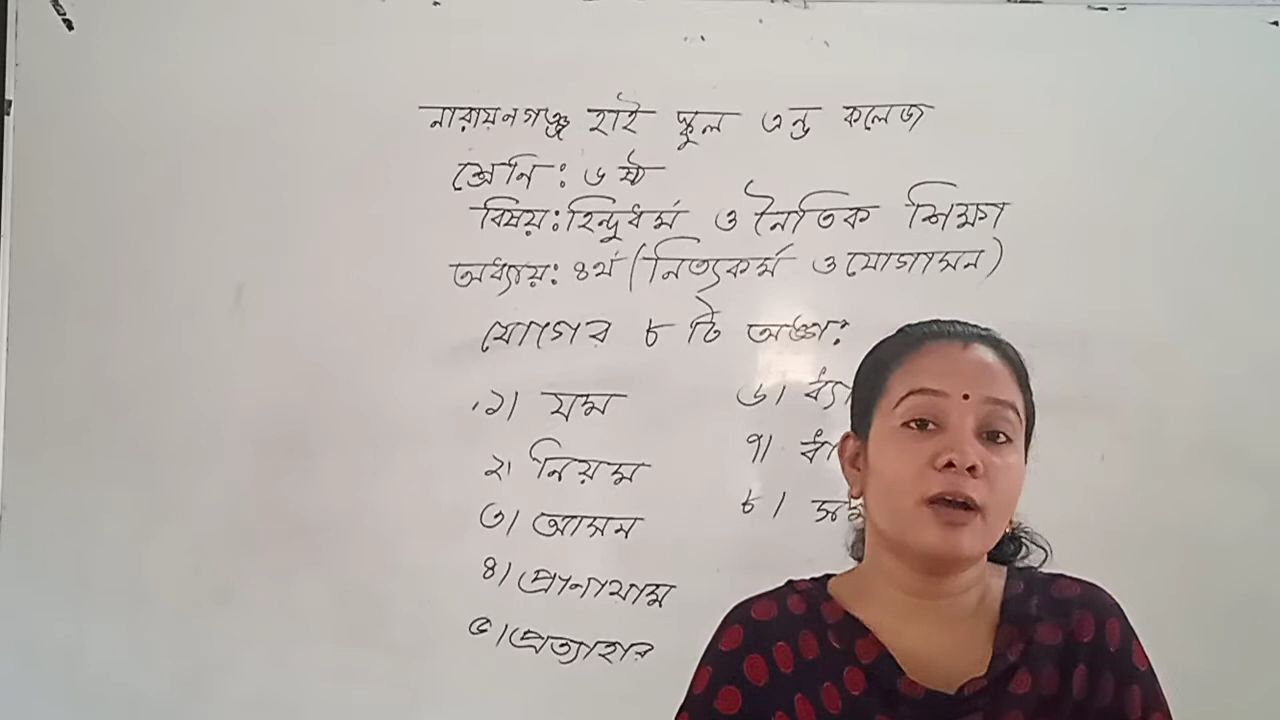 নারায়নগঞ্জ হাই স্কুল এন্ড কলেজ
শ্রেনি: ৬ষ্ঠ
বিষয়: হিন্দুধর্ম ও নৈতিক শিক্ষা
অধ্যায়: ৪র্থ (নিত্যকর্ম ও যোগাসন)
যোগের ৮ টি অঙ্গ:
১। যম
২। নিয়ম
৩। আসন
৪। প্রানায়াম
৫। প্রত্যাহার
৬।
৭।
৮।